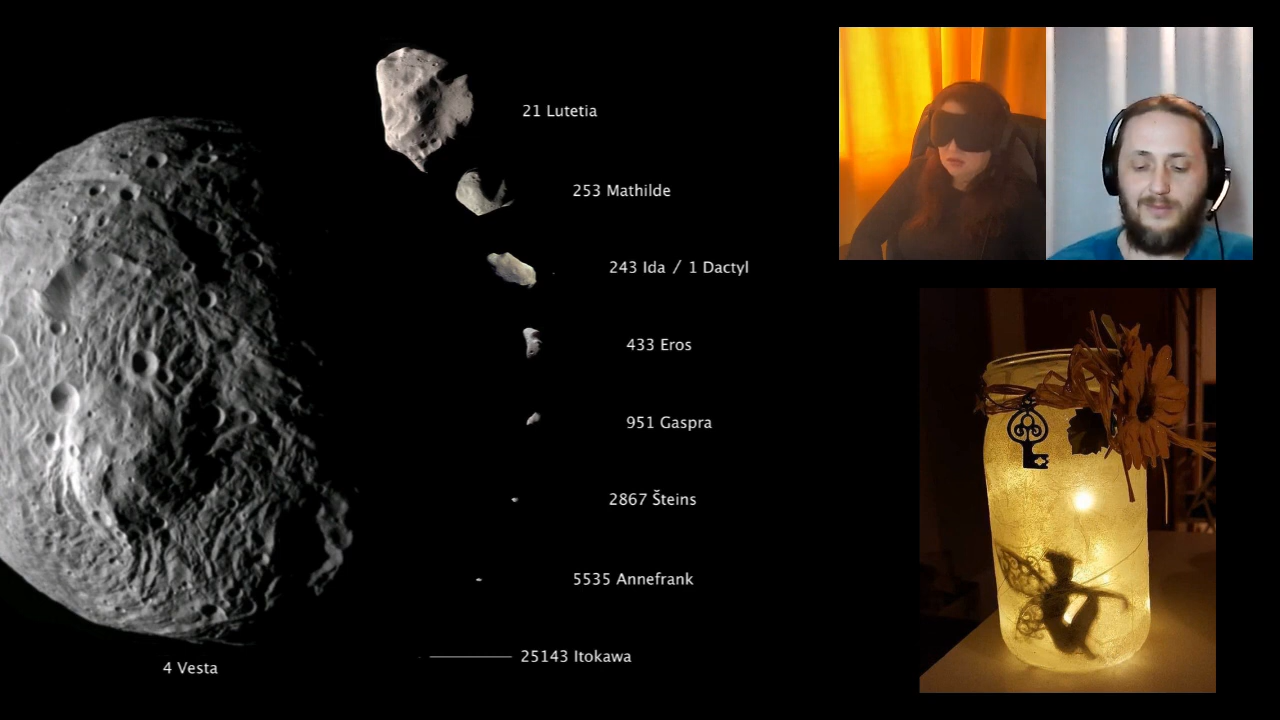 21 Lutetia
253 Mathilde
243 Ida / 1 Dactyl
433 Eros
951 Gaspra
2867 Šteins
5535 Annefrank
25143 Itokawa
4 Vesta